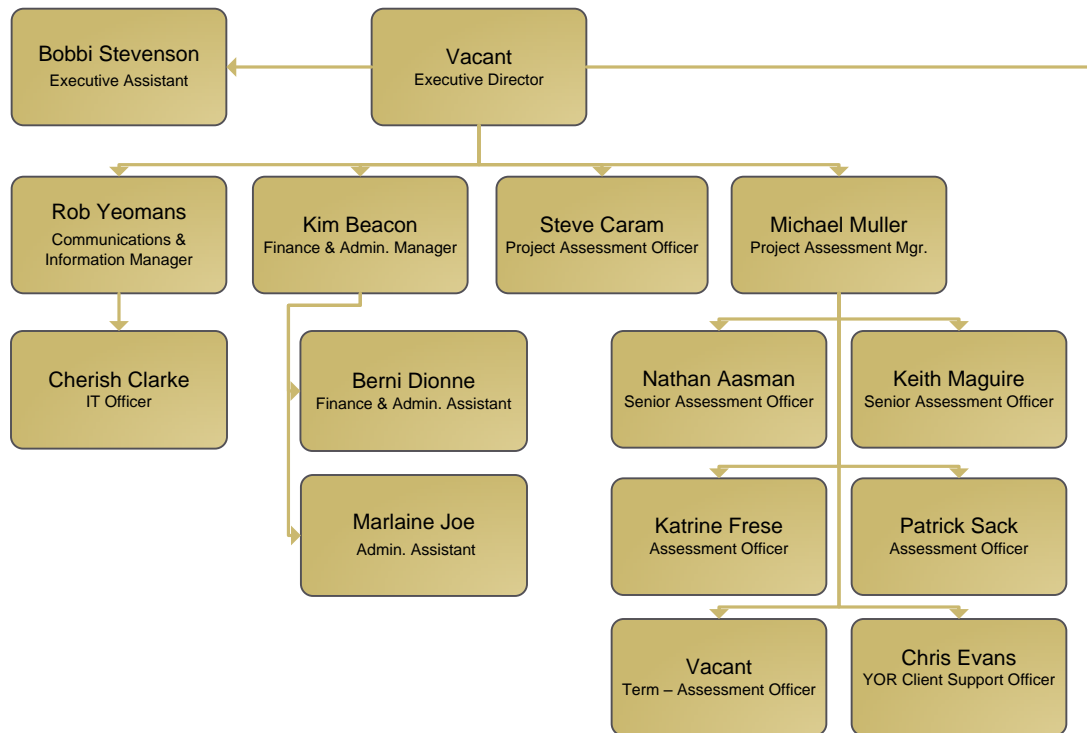 Bobbi Stevenson
Executive Assistant
Vacant
Executive Director
Rob Yeomans
Communications &
Information Manager
Kim Beacon
Finance & Admin. Manager
Steve Caram
Project Assessment Officer
Michael Muller
Project Assessment Mgr.
Cherish Clarke
IT Officer
Berni Dionne
Finance & Admin. Assistant
Nathan Aasman
Senior Assessment Officer
Keith Maguire
Senior Assessment Officer
Marlaine Joe
Admin. Assistant
Katrine Frese
Assessment Officer
Patrick Sack
Assessment Officer
Vacant
Term – Assessment Officer
Chris Evans
YOR Client Support Officer